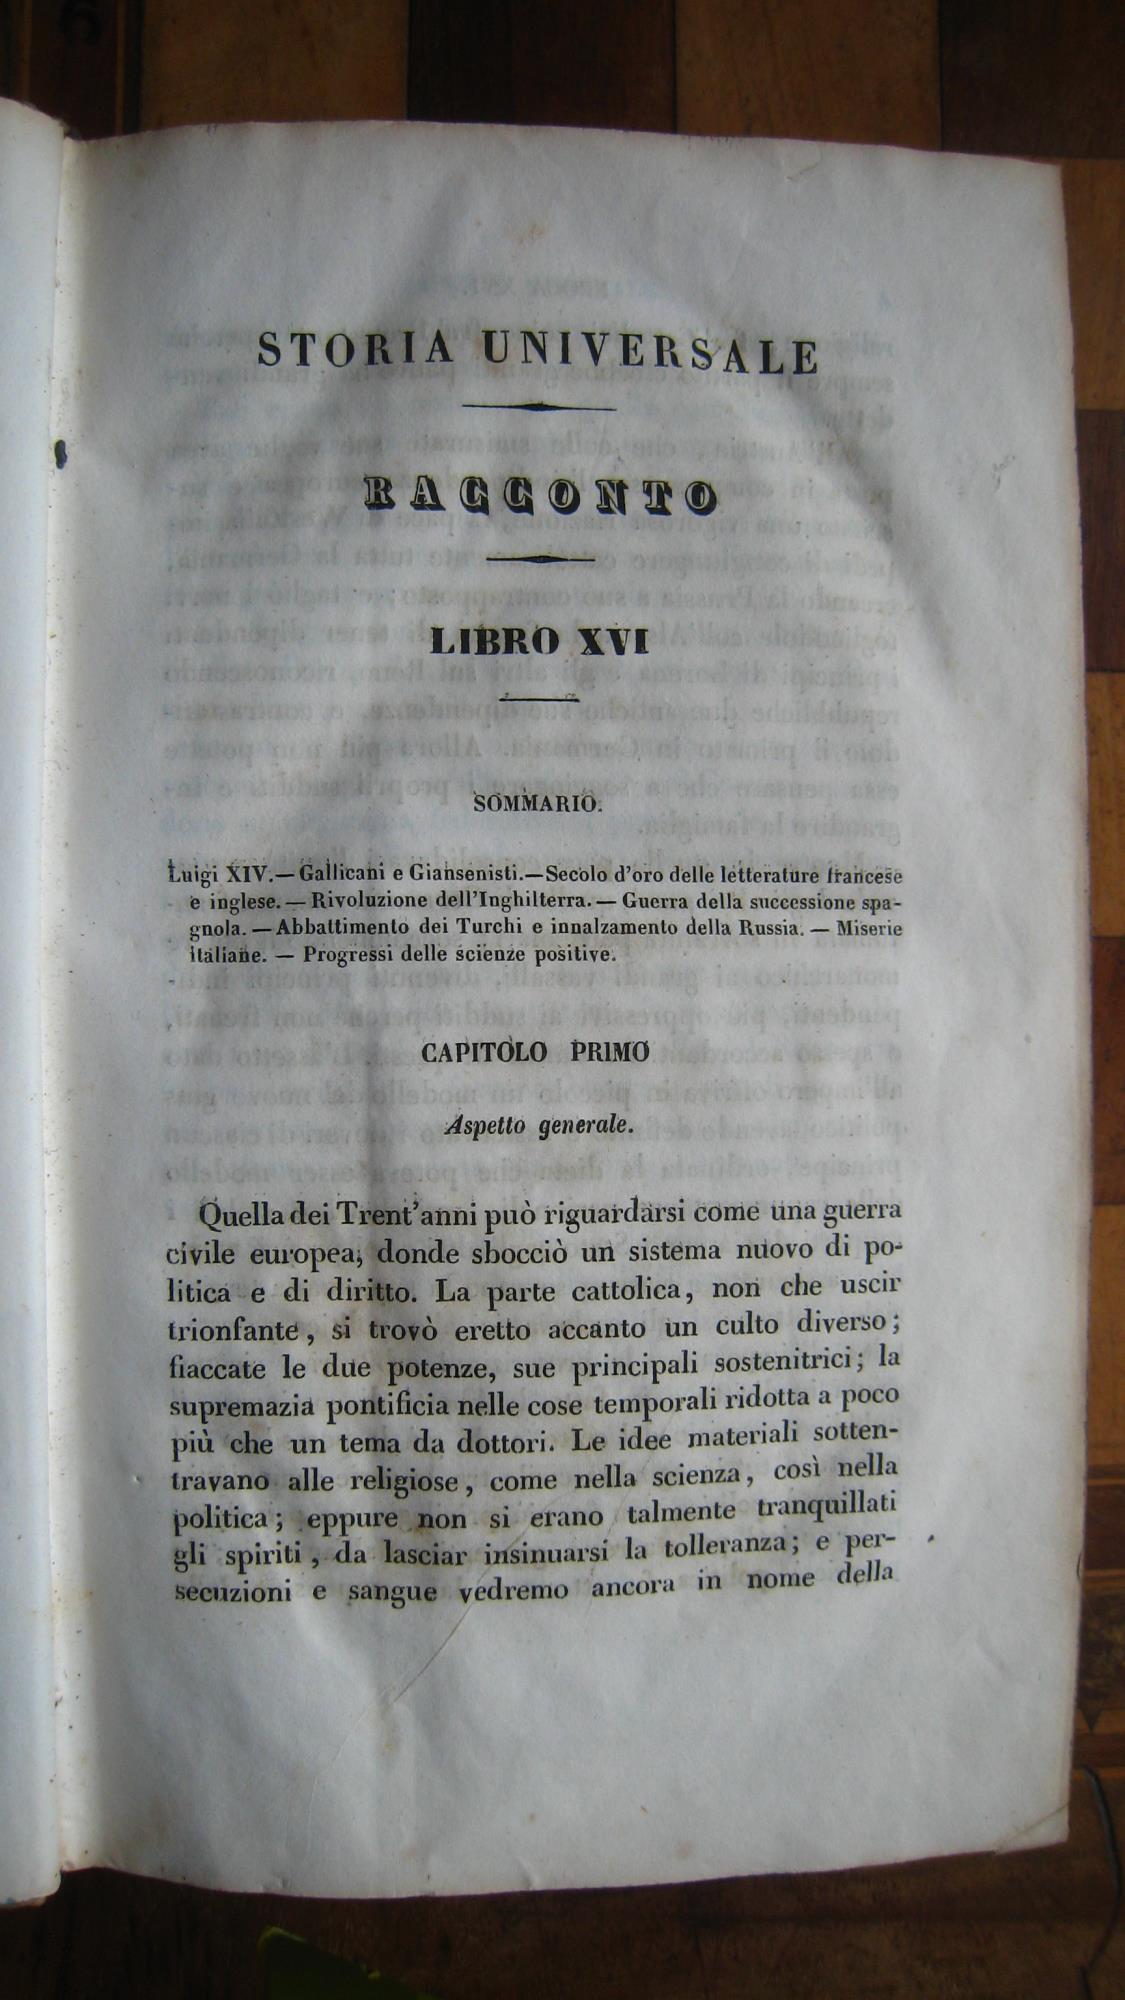 STORIA UNIVERSALE
RACCONTO
LIBRO XVI
SOMMARIO.
Luigi XIV.— Gallicani e Giansenisti.—Secolo d'oro delle letterature francese
e inglese. — Rivoluzione dell'Inghilterra. — Guerra della successione spa-
gnola. — Abbattimento dei Turchi e innalzamento della Russia. — Miserie
italiane. — Progressi delle scienze positive.
CAPITOLO PRIMO
Aspetto generale.
Quella dei Trent'anni può riguardarsi come una guerra
civile europea, donde sbocciò un sistema nuovo di po-
litica e di diritto. La parte cattolica, non che uscir
trionfante, si trovò eretto accanto un culto diverso;
fiaccate le due potenze, sue principali sostenitrici; la
supremazia pontificia nelle cose temporali ridotta a poco
più che un tema da dottori. Le idee materiali sotten-
travano alle religiose, come nella scienza, così nella
politica; eppure non si erano talmente tranquillati
gli spiriti, da lasciar insinuarsi la tolleranza; e per-
secuzioni e sangue vedremo ancora in nome della